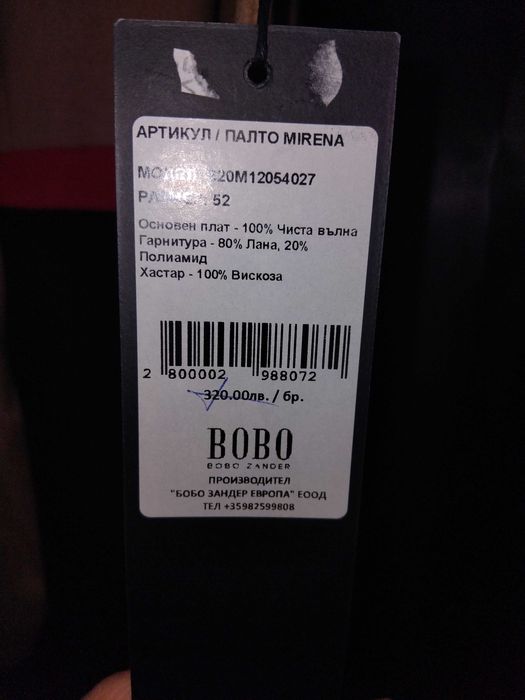 АРТИКУЛ / ПАЛТО MIRENA
20M12054027
52
Основен плат - 100% Чиста вълна
Гарнитура - 80% Лана, 20%
Полиамид
Хастар - 100% Вискоза
2 800002 988072
320.00лв. / бр.
BOBO
BOBO ZANDER
ПРОИЗВОДИТЕЛ
"БОБО ЗАНДЕР ЕВРОПА" ЕООД
ТЕЛ +35982599808